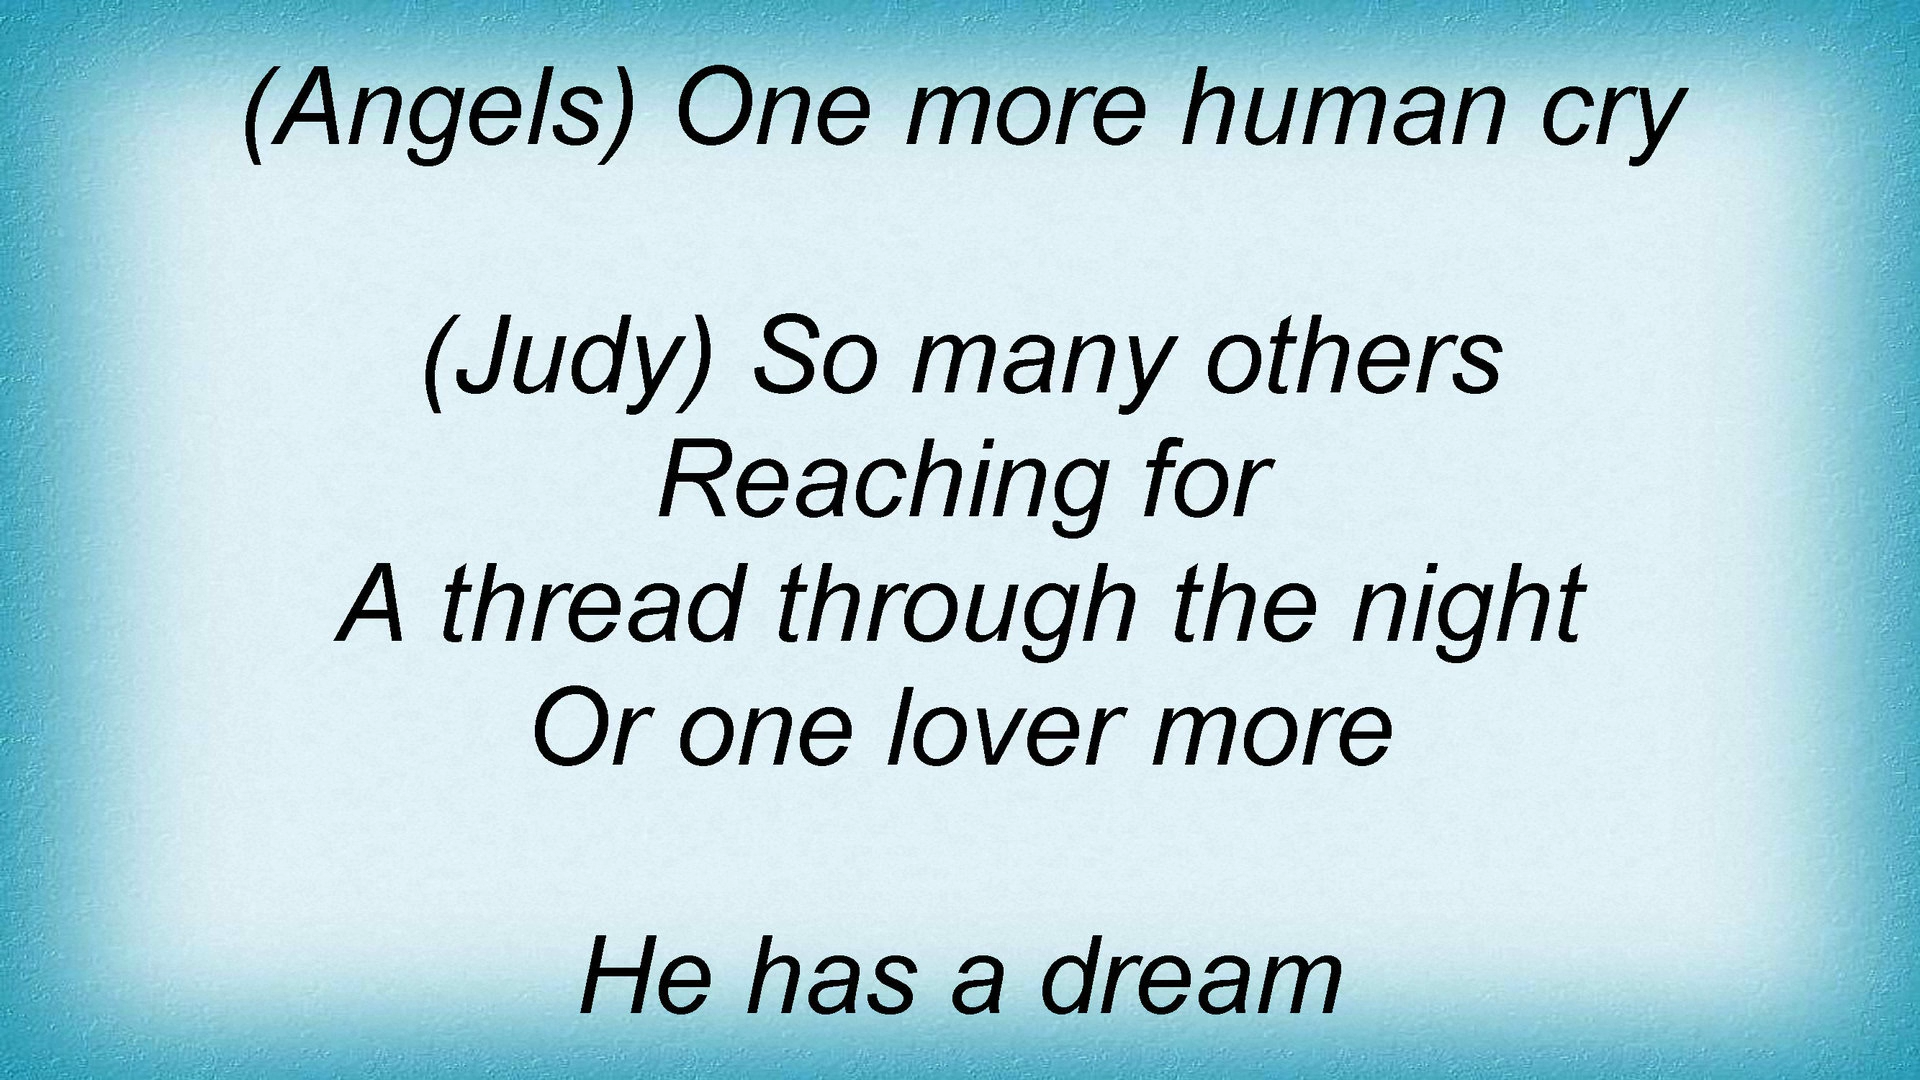 (Angels) One more human cry
(Judy) So many others
Reaching for
A thread through the night
Or one lover more
He has a dream